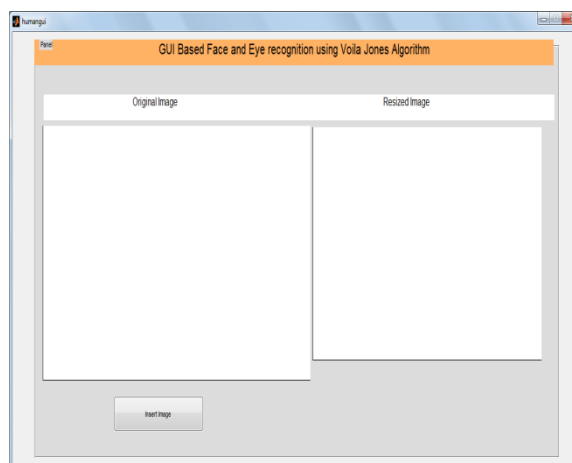 humangui
Panel
GUI Based Face and Eye recognition using Voila Jones Algorithm
Original Image
Resized Image
Insert Image